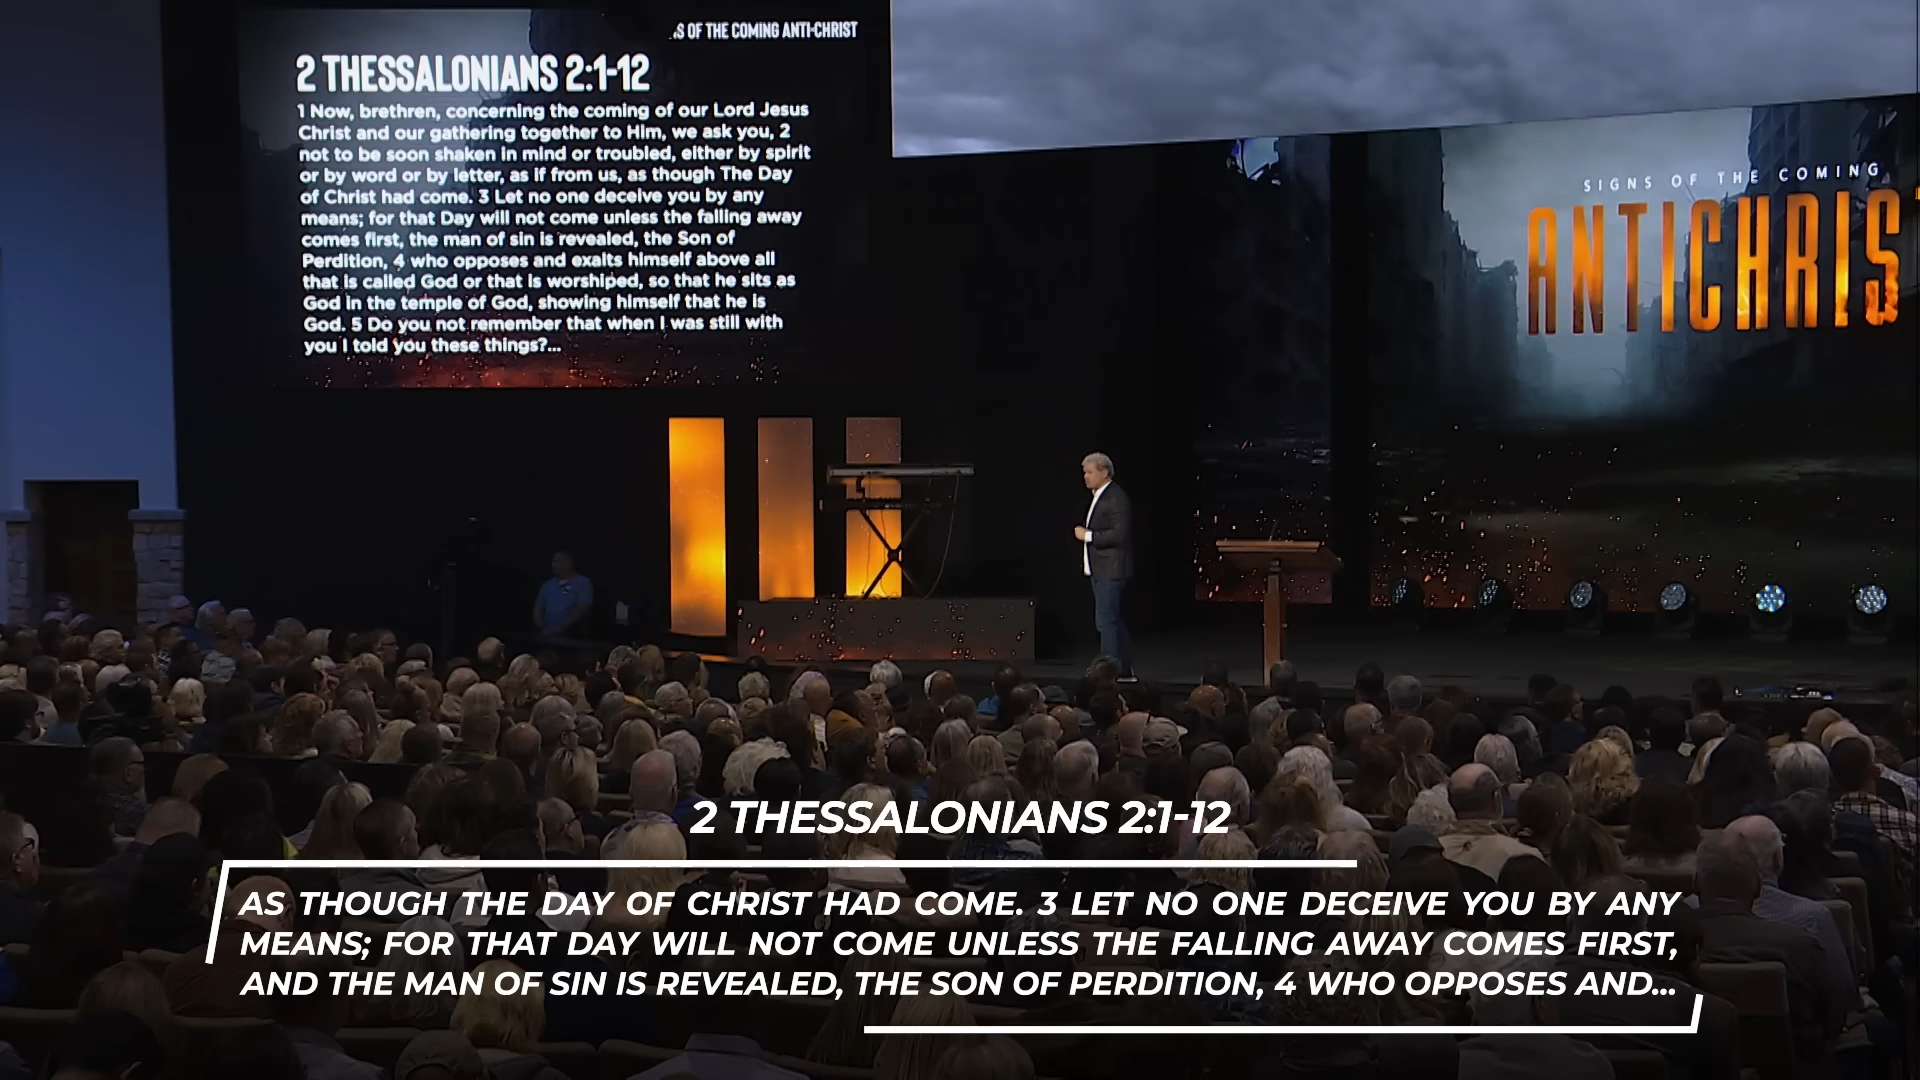 S OF THE COMING ANTI-CHRIST
2 THESSALONIANS 2:1-12
1 Now, brethren, concerning the coming of our Lord Jesus
Christ and our gathering together to Him, we ask you, 2
not to be soon shaken in mind or troubled, either by spirit
or by word or by letter, as if from us, as though The Day
of Christ had come. 3 Let no one deceive you by any
means; for that Day will not come unless the falling away
comes first, the man of sin is revealed, the Son of
Perdition, 4 who opposes and exalts himself above all
that is called God or that is worshiped, so that he sits as
God in the temple of God, showing himself that he is
God. 5 Do you not remember that when I was still with
you I told you these things?...
SIGNS OF THE COMING
ANTICHRIS
2 THESSALONIANS 2:1-12
AS THOUGH THE DAY OF CHRIST HAD COME. 3 LET NO ONE DECEIVE YOU BY ANY
MEANS; FOR THAT DAY WILL NOT COME UNLESS THE FALLING AWAY COMES FIRST,
AND THE MAN OF SIN IS REVEALED, THE SON OF PERDITION, 4 WHO OPPOSES AND...